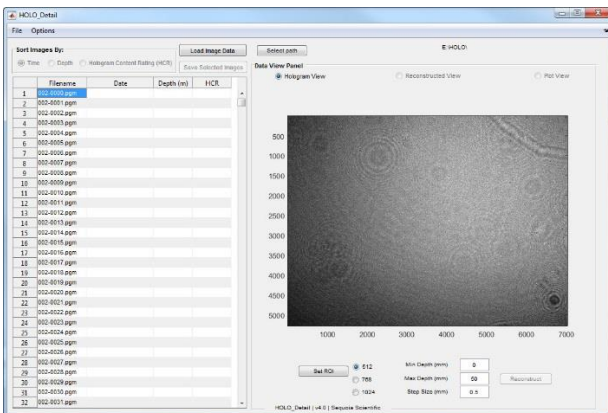 HOLO_Detail
File Options
Sort Images By:
Time Depth Hologram Content Rating (HCR)
Load Image Data
Save Selected Images
Select path
E:\HOLO\
Data View Panel
Hologram View Reconstructed View Plot View
Filename Date Depth (m) HCR
1 002-0000.pgm
2 002-0001.pgm
3 002-0002.pgm
4 002-0003.pgm
5 002-0004.pgm
6 002-0005.pgm
7 002-0006.pgm
8 002-0007.pgm
9 002-0008.pgm
10 002-0009.pgm
11 002-0010.pgm
12 002-0011.pgm
13 002-0012.pgm
14 002-0013.pgm
15 002-0014.pgm
16 002-0015.pgm
17 002-0016.pgm
18 002-0017.pgm
19 002-0018.pgm
20 002-0019.pgm
21 002-0020.pgm
22 002-0021.pgm
23 002-0022.pgm
24 002-0023.pgm
25 002-0024.pgm
26 002-0025.pgm
27 002-0026.pgm
28 002-0027.pgm
29 002-0028.pgm
30 002-0029.pgm
31 002-0030.pgm
32 002-0031.pgm
500
1000
1500
2000
2500
3000
3500
4000
4500
5000
1000 2000 3000 4000 5000 6000 7000
Set ROI
512
768
1024
Min Depth (mm) 0
Max Depth (mm) 50
Step Size (mm) 0.5
Reconstruct
HOLO_Detail | v4.0 | Sequoia Scientific